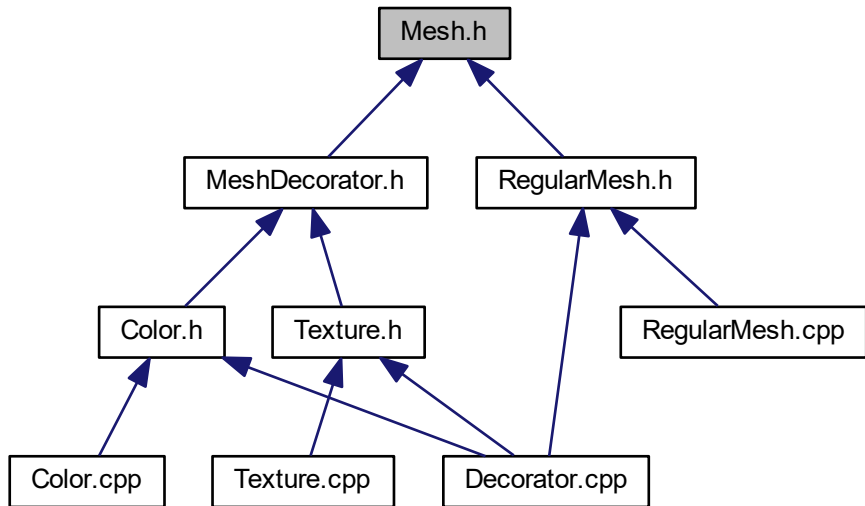 Mesh.h
MeshDecorator.h
RegularMesh.h
Color.h
Texture.h
RegularMesh.cpp
Color.cpp
Texture.cpp
Decorator.cpp